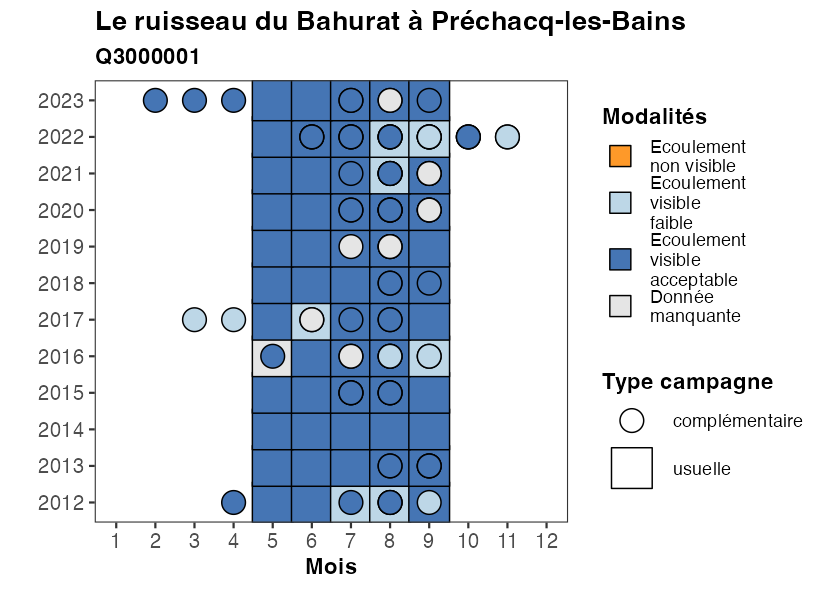 Le ruisseau du Bahurat à Préchacq-les-Bains
Q3000001
2023
2022
2021
2020
2019
2018
2017
2016
2015
2014
2013
2012
1 2 3 4 5 6 7 8 9 10 11 12
Mois
Modalités
Ecoulement
non visible
Ecoulement
visible
faible
Ecoulement
visible
acceptable
Donnée
manquante
Type campagne
complémentaire
usuelle